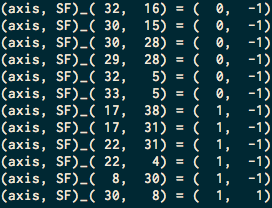 (axis, SF)_( 32,  16) = (  0,  -1)
(axis, SF)_( 30,  15) = (  0,  -1)
(axis, SF)_( 30,  28) = (  0,  -1)
(axis, SF)_( 29,  28) = (  0,  -1)
(axis, SF)_( 32,   5) = (  0,  -1)
(axis, SF)_( 33,   5) = (  0,  -1)
(axis, SF)_( 17,  38) = (  1,  -1)
(axis, SF)_( 17,  31) = (  1,  -1)
(axis, SF)_( 22,  31) = (  1,  -1)
(axis, SF)_( 22,   4) = (  1,  -1)
(axis, SF)_(  8,  30) = (  1,  -1)
(axis, SF)_( 30,   8) = (  1,   1)